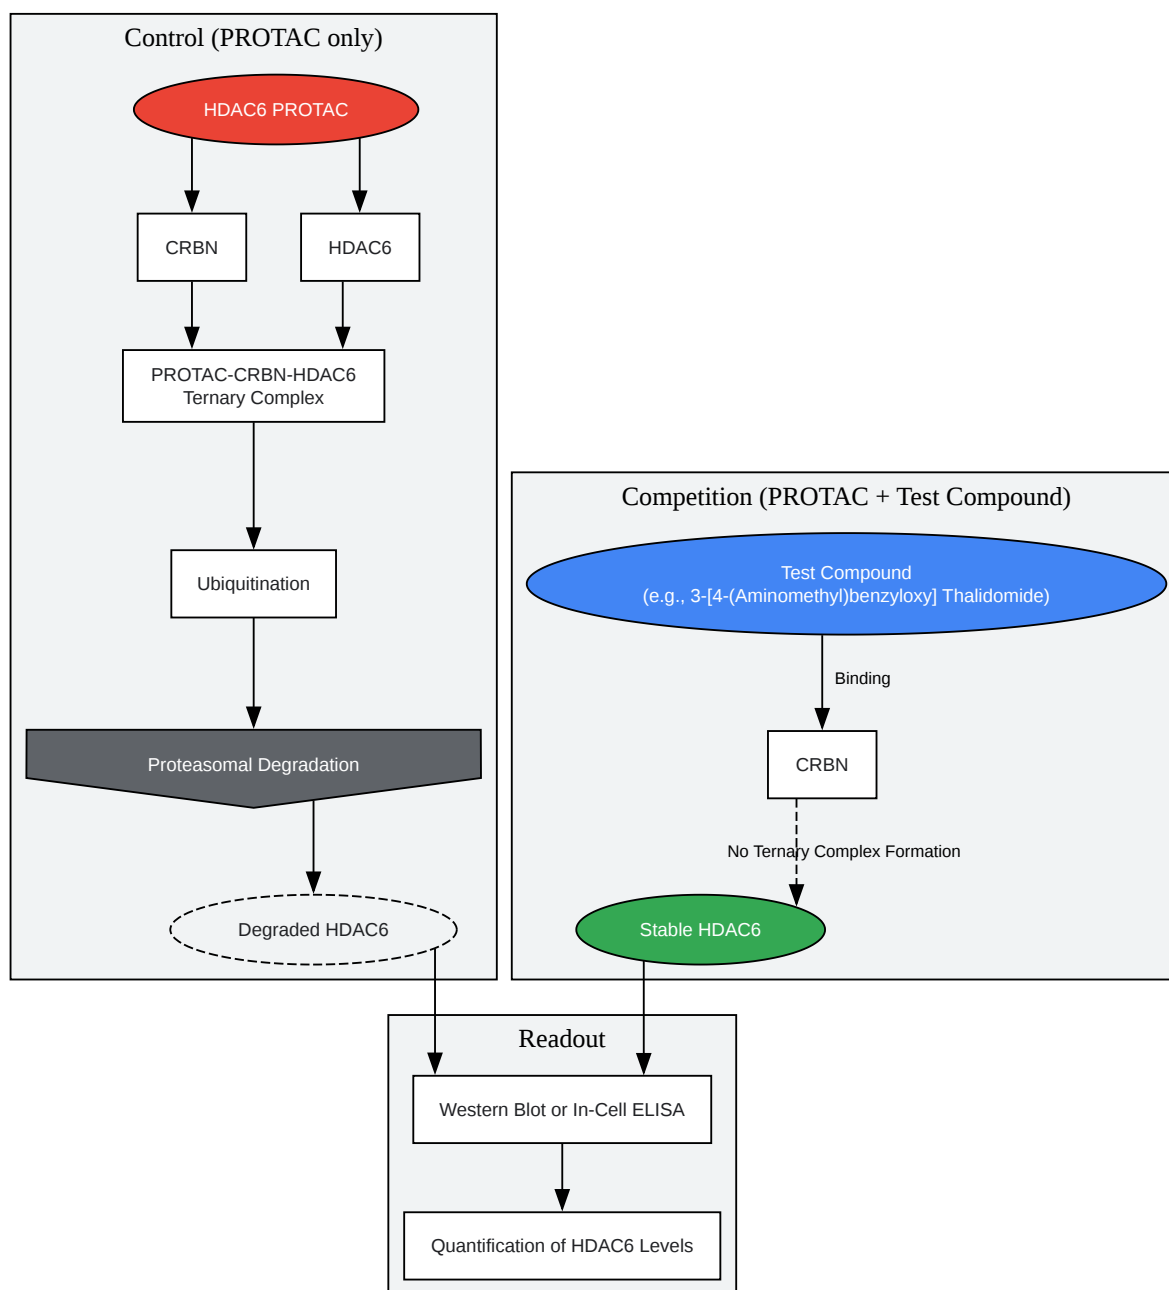 Control (PROTAC only)
HDAC6 PROTAC
CRBN
HDAC6
PROTAC-CRBN-HDAC6
Ternary Complex
Ubiquitination
Proteasomal Degradation
Degraded HDAC6
Competition (PROTAC + Test Compound)
Test Compound
(e.g., 3-[4-(Aminomethyl)benzyloxy] Thalidomide)
Binding
CRBN
No Ternary Complex Formation
Stable HDAC6
Readout
Western Blot or In-Cell ELISA
Quantification of HDAC6 Levels